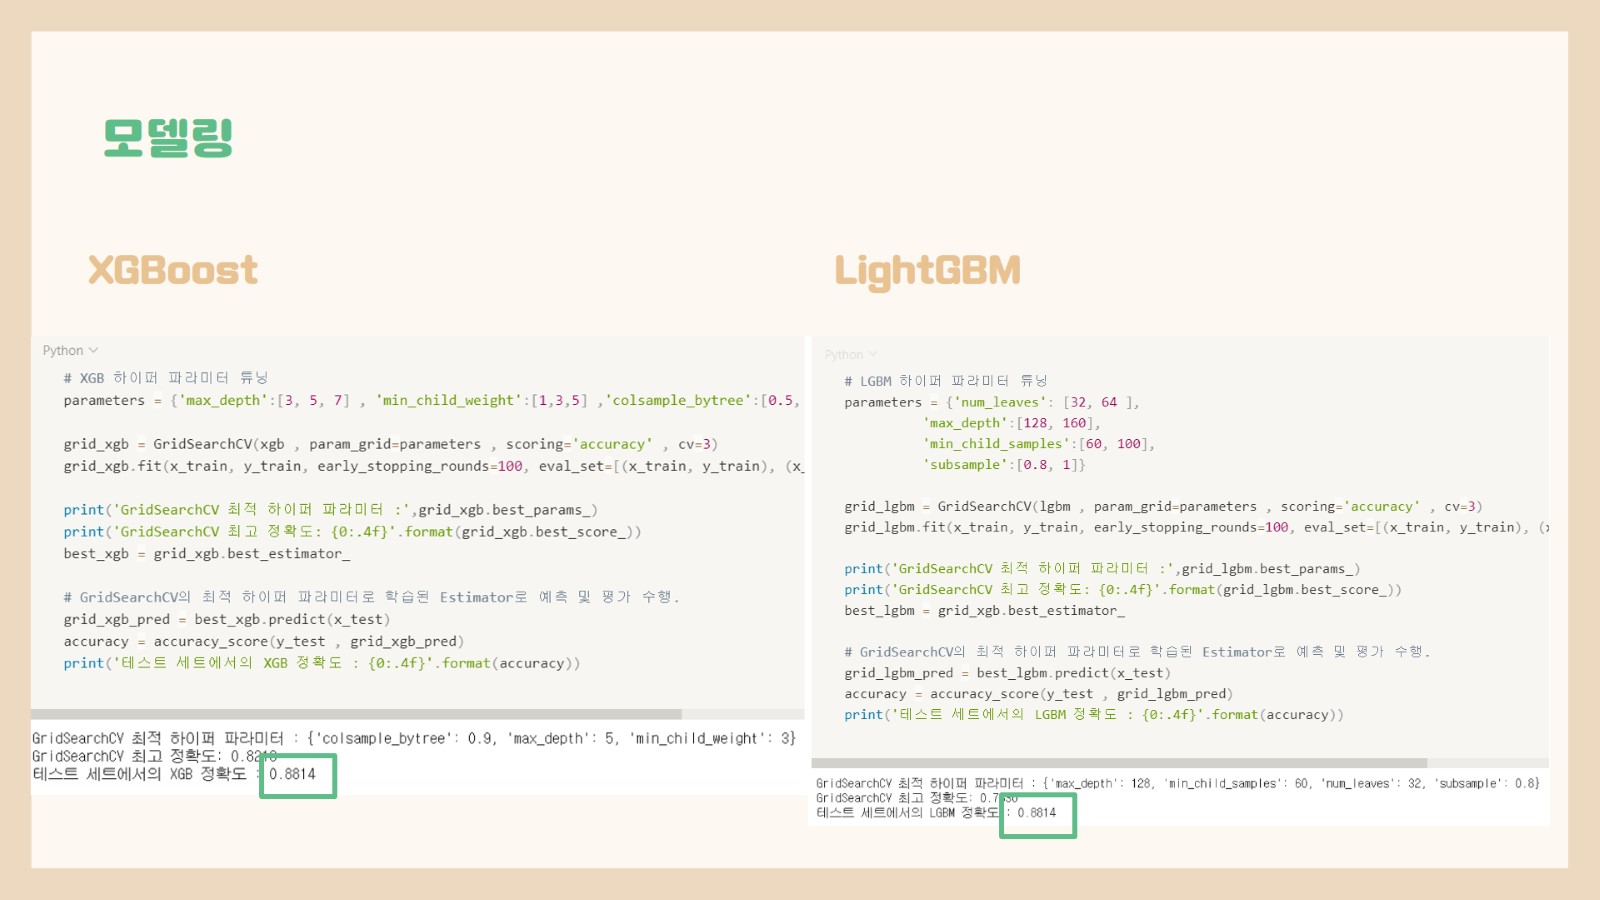 모델링
XGBoost
Python
# XGB 하이퍼 파라미터 튜닝
parameters = {'max_depth':[3, 5, 7] , 'min_child_weight':[1,3,5] ,'colsample_bytree':[0.5,
grid_xgb = GridSearchCV(xgb , param_grid=parameters , scoring='accuracy' , cv=3)
grid_xgb.fit(x_train, y_train, early_stopping_rounds=100, eval_set=[(x_train, y_train), (x_
print('GridSearchCV 최적 하이퍼 파라미터 :',grid_xgb.best_params_)
print('GridSearchCV 최고 정확도: {0:.4f}'.format(grid_xgb.best_score_))
best_xgb = grid_xgb.best_estimator_
# GridSearchCV의 최적 하이퍼 파라미터로 학습된 Estimator로 예측 및 평가 수행.
grid_xgb_pred = best_xgb.predict(x_test)
accuracy = accuracy_score(y_test , grid_xgb_pred)
print('테스트 세트에서의 XGB 정확도 : {0:.4f}'.format(accuracy))
GridSearchCV 최적 하이퍼 파라미터 : {'colsample_bytree': 0.9, 'max_depth': 5, 'min_child_weight': 3}
GridSearchCV 최고 정확도:
테스트 세트에서의 XGB 정확도 : 0.8814
LightGBM
Python
# LGBM 하이퍼 파라미터 튜닝
parameters = {'num_leaves': [32, 64 ],
'max_depth':[128, 160],
'min_child_samples':[60, 100],
'subsample':[0.8, 1]}
grid_lgbm = GridSearchCV(lgbm , param_grid=parameters , scoring='accuracy' , cv=3)
grid_lgbm.fit(x_train, y_train, early_stopping_rounds=100, eval_set=[(x_train, y_train), (x
print('GridSearchCV 최적 하이퍼 파라미터 :',grid_lgbm.best_params_)
print('GridSearchCV 최고 정확도: {0:.4f}'.format(grid_lgbm.best_score_))
best_lgbm = grid_xgb.best_estimator_
# GridSearchCV의 최적 하이퍼 파라미터로 학습된 Estimator로 예측 및 평가 수행.
grid_lgbm_pred = best_lgbm.predict(x_test)
accuracy = accuracy_score(y_test , grid_lgbm_pred)
print('테스트 세트에서의 LGBM 정확도 : {0:.4f}'.format(accuracy))
GridSearchCV 최적 하이퍼 파라미터 : {'max_depth': 128, 'min_child_samples': 60, 'num_leaves': 32, 'subsample': 0.8}
GridSearchCV 최고 정확도:
테스트 세트에서의 LGBM 정확도 : 0.8814